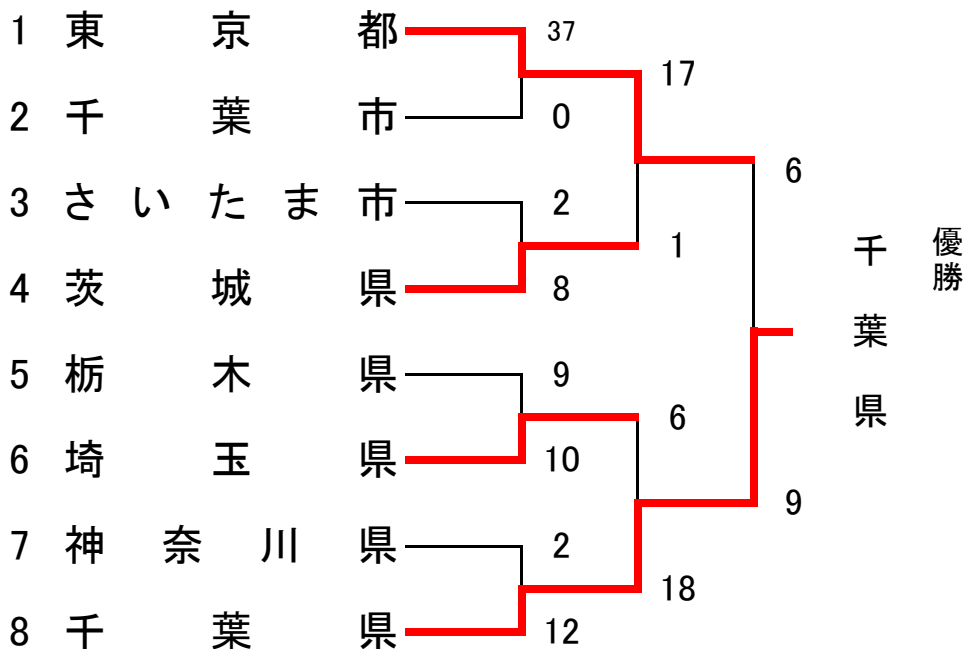 1 東京都 37
17
2 千葉市 0
6
3 さいたま市 2
1
4 茨城県 8
千葉県
優勝
5 栃木県 9
6
6 埼玉県 10
9
7 神奈川県 2
18
8 千葉県 12